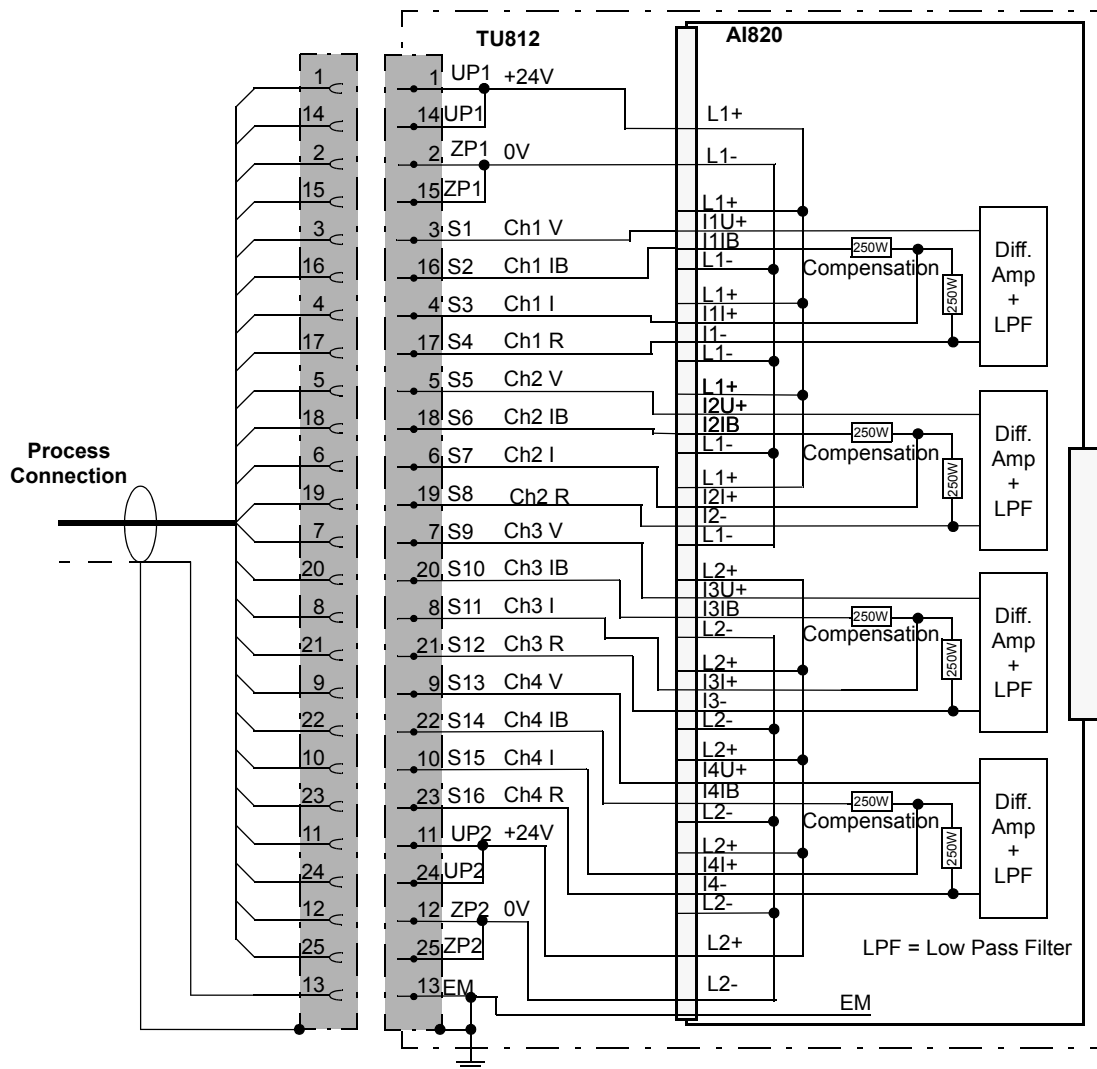 TU812
AI820
1
1 UP1 +24V
14
14 UP1
L1+
2
2 ZP1 0V
L1-
15
15 ZP1
L1+
3
3 S1 Ch1 V
I1U+
I1IB
250W
16
16 S2 Ch1 IB
L1-
Compensation
250W
Diff.
Amp
+
LPF
L1+
4
4 S3 Ch1 I
I1I+
I1-
17
17 S4 Ch1 R
L1-
5
5 S5 Ch2 V
L1+
I2U+
18
18 S6 Ch2 IB
I2IB
250W
L1-
Compensation
250W
Diff.
Amp
+
LPF
Process
Connection
6
6 S7 Ch2 I
L1+
I2I+
19
19 S8 Ch2 R
I2-
7
7 S9 Ch3 V
L1-
20
20 S10 Ch3 IB
L2+
I3U+
8
8 S11 Ch3 I
I3IB
250W
L2-
Compensation
250W
Diff.
Amp
+
LPF
21
21 S12 Ch3 R
L2+
9
9 S13 Ch4 V
I3I+
I3-
22
22 S14 Ch4 IB
L2-
10
10 S15 Ch4 I
L2+
I4U+
23
23 S16 Ch4 R
I4IB
250W
L2-
Compensation
250W
Diff.
Amp
+
LPF
11
11 UP2 +24V
L2+
24
24 UP2
I4I+
I4-
12
12 ZP2 0V
L2-
25
25 ZP2
L2+
LPF = Low Pass Filter
13
13 EM
L2-
EM